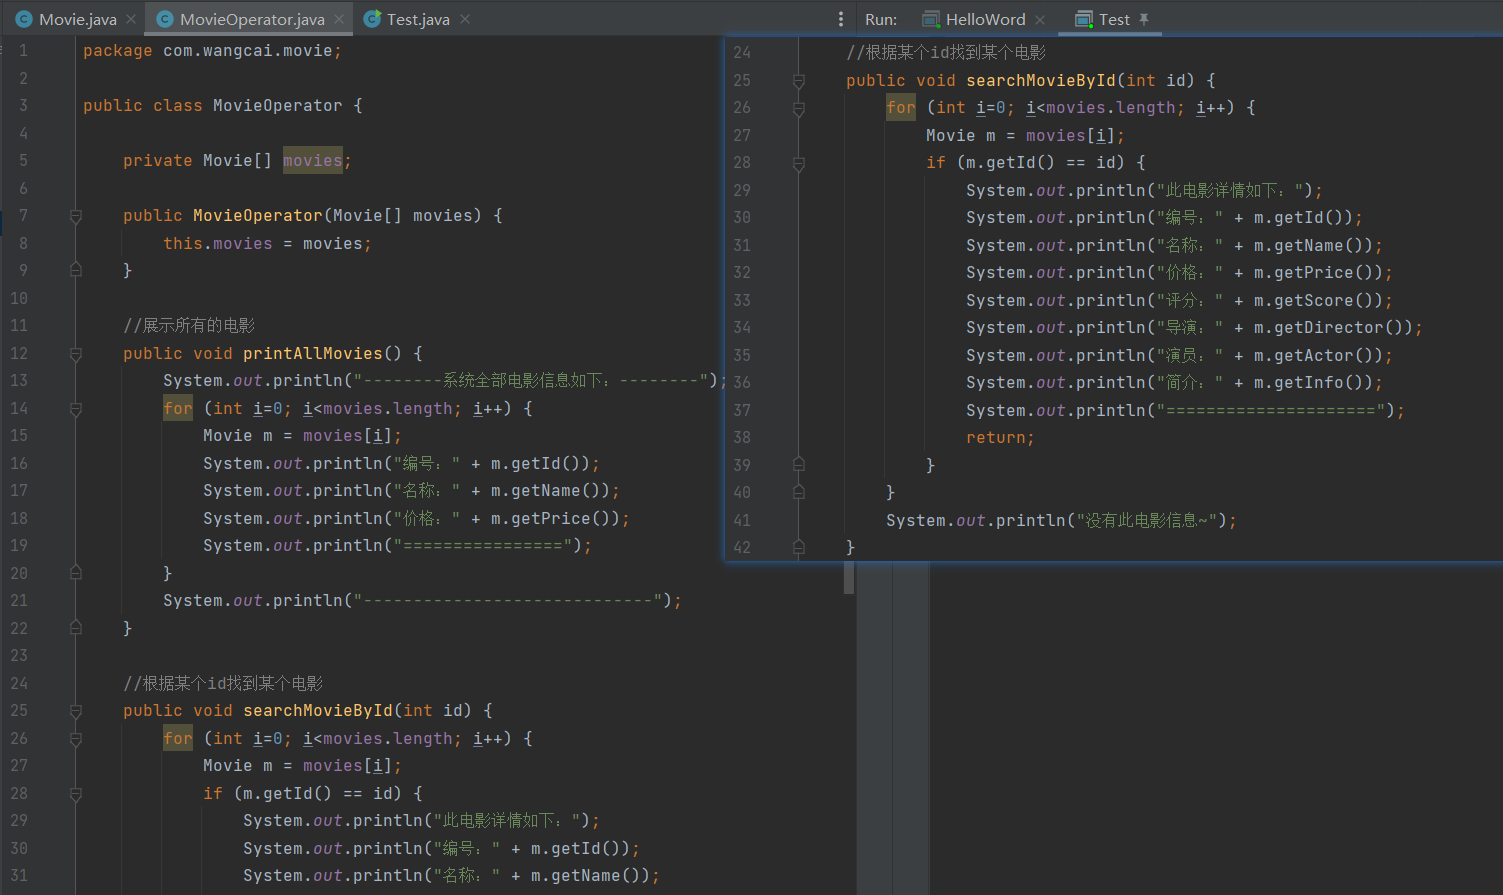 Movie.java
MovieOperator.java
Test.java
Run:
HelloWord
Test
1 package com.wangcai.movie;
2
3 public class MovieOperator {
4
5 private Movie[] movies;
6
7 public MovieOperator(Movie[] movies) {
8 this.movies = movies;
9 }
10
11 //展示所有的电影
12 public void printAllMovies() {
13 System.out.println("--------系统全部电影信息如下：--------");
14 for (int i=0; i<movies.length; i++) {
15 Movie m = movies[i];
16 System.out.println("编号：" + m.getId());
17 System.out.println("名称：" + m.getName());
18 System.out.println("价格：" + m.getPrice());
19 System.out.println("================");
20 }
21 System.out.println("-----------------------------");
22 }
23
24 //根据某个id找到某个电影
25 public void searchMovieById(int id) {
26 for (int i=0; i<movies.length; i++) {
27 Movie m = movies[i];
28 if (m.getId() == id) {
29 System.out.println("此电影详情如下：");
30 System.out.println("编号：" + m.getId());
31 System.out.println("名称：" + m.getName());
24 //根据某个id找到某个电影
25 public void searchMovieById(int id) {
26 for (int i=0; i<movies.length; i++) {
27 Movie m = movies[i];
28 if (m.getId() == id) {
29 System.out.println("此电影详情如下：");
30 System.out.println("编号：" + m.getId());
31 System.out.println("名称：" + m.getName());
32 System.out.println("价格：" + m.getPrice());
33 System.out.println("评分：" + m.getScore());
34 System.out.println("导演：" + m.getDirector());
35 System.out.println("演员：" + m.getActor());
36 System.out.println("简介：" + m.getInfo());
37 System.out.println("=====================");
38 return;
39 }
40 }
41 System.out.println("没有此电影信息~");
42 }